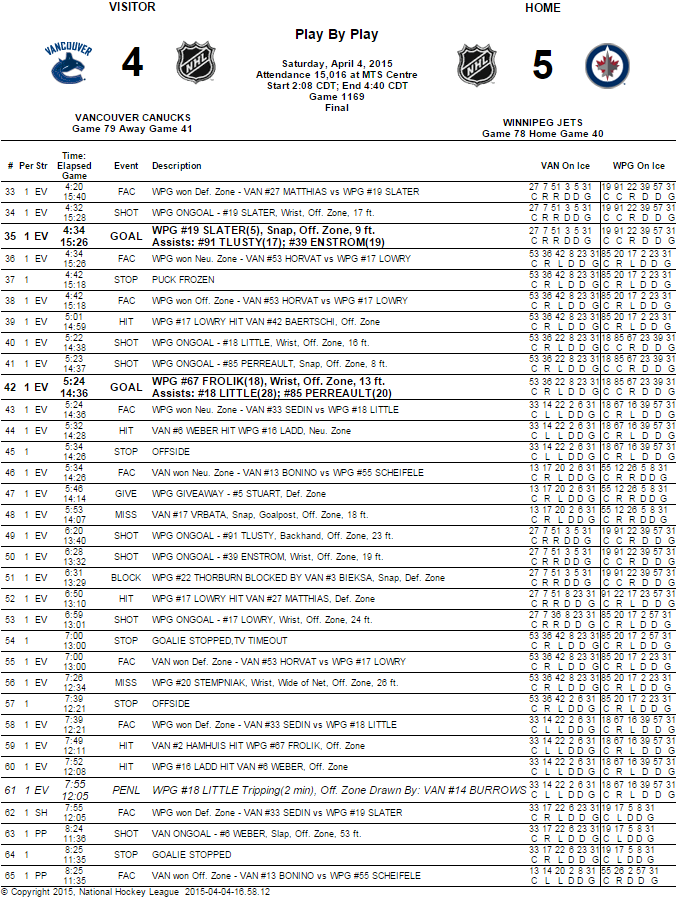 VISITOR
HOME
Play By Play
VANCOUVER
4
NHL
NHL
5
Saturday, April 4, 2015
Attendance 15,016 at MTS Centre
Start 2:08 CDT; End 4:40 CDT
Game 1169
Final
VANCOUVER CANUCKS
Game 79 Away Game 41
WINNIPEG JETS
Game 78 Home Game 40
# Per Str Time: Elapsed Game Event Description VAN On Ice WPG On Ice
33 1 EV 4:20 FAC WPG won Def. Zone - VAN #27 MATTHIAS vs WPG #19 SLATER 27 7 51 3 5 31 19 91 22 39 57 31
15:40 C R R D D G C C R D D G
34 1 EV 4:32 SHOT WPG ONGOAL - #19 SLATER, Wrist, Off. Zone, 17 ft. 27 7 51 3 5 31 19 91 22 39 57 31
15:28 C R R D D G C C R D D G
35 1 EV 4:34 GOAL WPG #19 SLATER(5), Snap, Off. Zone, 9 ft. 27 7 51 3 5 31 19 91 22 39 57 31
15:26 Assists: #91 TLUSTY(17); #39 ENSTROM(19) C R R D D G C C R D D G
36 1 EV 4:34 FAC WPG won Neu. Zone - VAN #53 HORVAT vs WPG #17 LOWRY 53 36 42 8 23 31 85 20 17 2 23 31
15:26 C R L D D G C R L D D G
37 1 4:42 STOP PUCK FROZEN 53 36 42 8 23 31 85 20 17 2 23 31
15:18 C R L D D G C R L D D G
38 1 EV 4:42 FAC WPG won Off. Zone - VAN #53 HORVAT vs WPG #17 LOWRY 53 36 42 8 23 31 85 20 17 2 23 31
15:18 C R L D D G C R L D D G
39 1 EV 5:01 HIT WPG #17 LOWRY HIT VAN #42 BAERTSCHI, Off. Zone 53 36 42 8 23 31 85 20 17 2 23 31
14:59 C R L D D G C R L D D G
40 1 EV 5:22 SHOT WPG ONGOAL - #18 LITTLE, Wrist, Off. Zone, 16 ft. 53 36 22 8 23 31 18 85 67 23 39 31
14:38 C R L D D G C C R D D G
41 1 EV 5:23 SHOT WPG ONGOAL - #85 PERREAULT, Snap, Off. Zone, 8 ft. 53 36 22 8 23 31 18 85 67 23 39 31
14:37 C R L D D G C C R D D G
42 1 EV 5:24 GOAL WPG #67 FROLIK(18), Wrist, Off. Zone, 13 ft. 53 36 22 8 23 31 18 85 67 23 39 31
14:36 Assists: #18 LITTLE(28); #85 PERREAULT(20) C R L D D G C C R D D G
43 1 EV 5:24 FAC WPG won Neu. Zone - VAN #33 SEDIN vs WPG #18 LITTLE 33 14 22 2 6 31 18 67 16 39 57 31
14:36 C L L D D G C R L D D G
44 1 EV 5:32 HIT VAN #6 WEBER HIT WPG #16 LADD, Neu. Zone 33 14 22 2 6 31 18 67 16 39 57 31
14:28 C L L D D G C R L D D G
45 1 5:34 STOP OFFSIDE 33 14 22 2 6 31 18 67 16 39 57 31
14:26 C L L D D G C R L D D G
46 1 EV 5:34 FAC VAN won Neu. Zone - VAN #13 BONINO vs WPG #55 SCHEIFELE 13 17 20 2 6 31 55 12 26 5 8 31
14:26 C R L D D G C R R D D G
47 1 EV 5:46 GIVE WPG GIVEAWAY - #5 STUART, Def. Zone 13 17 20 2 6 31 55 12 26 5 8 31
14:14 C R L D D G C R R D D G
48 1 EV 5:53 MISS VAN #17 VRBATA, Snap, Goalpost, Off. Zone, 18 ft. 13 17 20 2 6 31 55 12 26 5 8 31
14:07 C R L D D G C R R D D G
49 1 EV 6:20 SHOT WPG ONGOAL - #91 TLUSTY, Backhand, Off. Zone, 23 ft. 27 7 51 3 5 31 19 91 22 39 57 31
13:40 C R R D D G C C R D D G
50 1 EV 6:28 SHOT WPG ONGOAL - #39 ENSTROM, Wrist, Off. Zone, 19 ft. 27 7 51 3 5 31 19 91 22 39 57 31
13:32 C R R D D G C C R D D G
51 1 EV 6:31 BLOCK WPG #22 THORBURN BLOCKED BY VAN #3 BIEKSA, Snap, Def. Zone 27 7 51 3 5 31 19 91 22 39 57 31
13:29 C R R D D G C C R D D G
52 1 EV 6:50 HIT WPG #17 LOWRY HIT VAN #27 MATTHIAS, Def. Zone 27 7 51 8 23 31 91 22 17 23 57 31
13:10 C R R D D G C R L D D G
53 1 EV 6:59 SHOT WPG ONGOAL - #17 LOWRY, Wrist, Off. Zone, 24 ft. 27 7 36 8 23 31 85 20 17 2 57 31
13:01 C R R D D G C R L D D G
54 1 7:00 STOP GOALIE STOPPED,TV TIMEOUT 53 36 42 8 23 31 85 20 17 2 57 31
13:00 C R L D D G C R L D D G
55 1 EV 7:00 FAC VAN won Def. Zone - VAN #53 HORVAT vs WPG #17 LOWRY 53 36 42 8 23 31 85 20 17 2 57 31
13:00 C R L D D G C R L D D G
56 1 EV 7:26 MISS WPG #20 STEMPNIAK, Wrist, Wide of Net, Off. Zone, 26 ft. 53 36 42 8 23 31 85 20 17 2 57 31
12:34 C R L D D G C R L D D G
57 1 7:39 STOP OFFSIDE 53 36 42 8 23 31 85 20 17 2 57 31
12:21 C R L D D G C R L D D G
58 1 EV 7:39 FAC WPG won Def. Zone - VAN #33 SEDIN vs WPG #18 LITTLE 33 14 22 2 6 31 18 67 16 39 57 31
12:21 C L L D D G C R L D D G
59 1 EV 7:49 HIT VAN #2 HAMHUIS HIT WPG #67 FROLIK, Off. Zone 33 14 22 2 6 31 18 67 16 39 57 31
12:11 C L L D D G C R L D D G
60 1 EV 7:52 HIT WPG #16 LADD HIT VAN #6 WEBER, Off. Zone 33 14 22 2 6 31 18 67 16 39 57 31
12:08 C L L D D G C R L D D G
61 1 EV 7:55 PENL WPG #18 LITTLE Tripping(2 min), Off. Zone Drawn By: VAN #14 BURROWS 33 14 22 2 6 31 18 67 16 39 57 31
12:05 C L L D D G C R L D D G
62 1 SH 7:55 FAC WPG won Def. Zone - VAN #33 SEDIN vs WPG #19 SLATER 33 17 22 6 23 31 19 17 5 8 31
12:05 C R L D D G C L D D G
63 1 PP 8:24 SHOT VAN ONGOAL - #6 WEBER, Slap, Off. Zone, 53 ft. 33 17 22 6 23 31 19 17 5 8 31
11:36 C R L D D G C L D D G
64 1 8:25 STOP GOALIE STOPPED 33 17 22 6 23 31 19 17 5 8 31
11:35 C R L D D G C L D D G
65 1 PP 8:25 FAC VAN won Off. Zone - VAN #13 BONINO vs WPG #55 SCHEIFELE 13 14 20 2 8 31 55 26 2 57 31
11:35 C L L D D G C R D D G
© Copyright 2015, National Hockey League 2015-04-04-16.58.12